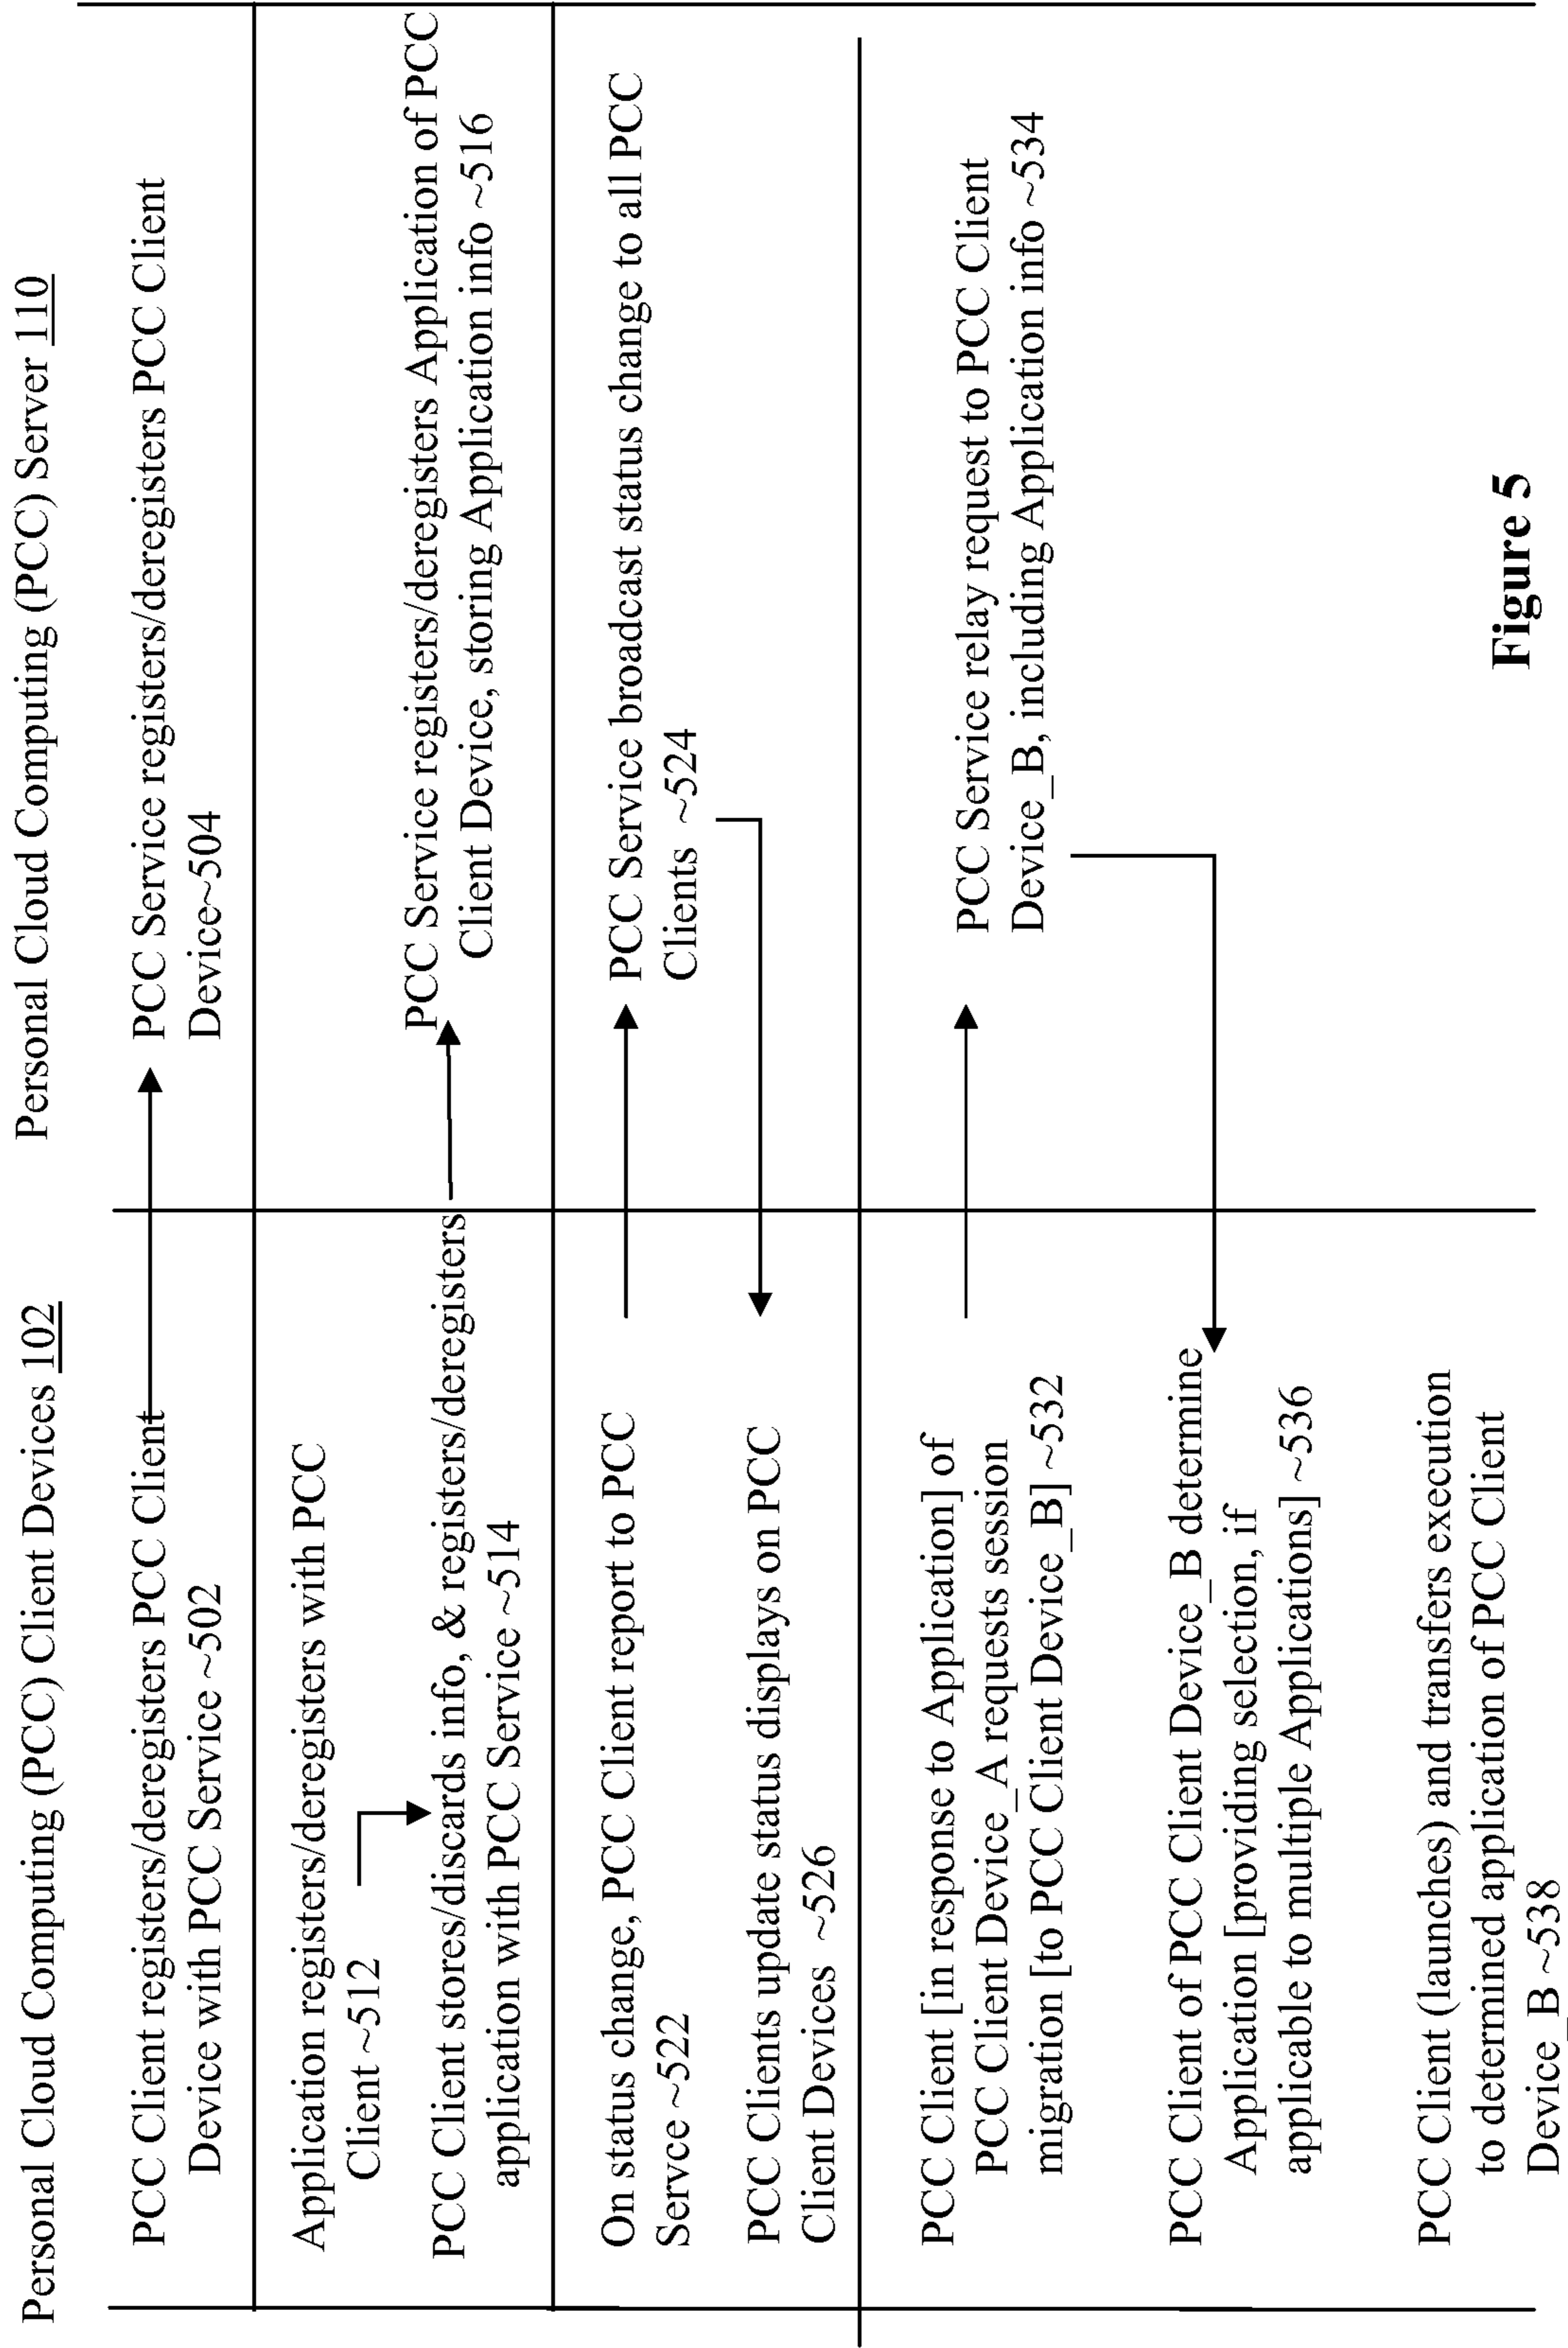 Personal Cloud Computing (PCC) Client Devices 102
Personal Cloud Computing (PCC) Server 110
PCC Client registers/deregisters PCC Client
Device with PCC Service ~502
PCC Service registers/deregisters PCC Client
Device~504
Application registers/deregisters with PCC
Client ~512
PCC Client stores/discards info, & registers/deregisters
application with PCC Service ~514
PCC Service registers/deregisters Application of PCC
Client Device, storing Application info ~516
On status change, PCC Client report to PCC
Servce ~522
PCC Service broadcast status change to all PCC
Clients ~524
PCC Clients update status displays on PCC
Client Devices ~526
PCC Client [in response to Application] of
PCC Client Device_A requests session
migration [to PCC Client Device_B] ~532
PCC Service relay request to PCC Client
Device_B, including Application info ~534
PCC Client of PCC Client Device_B determine
Application [providing selection, if
applicable to multiple Applications] ~536
PCC Client (launches) and transfers execution
to determined application of PCC Client
Device_B ~538
Figure 5